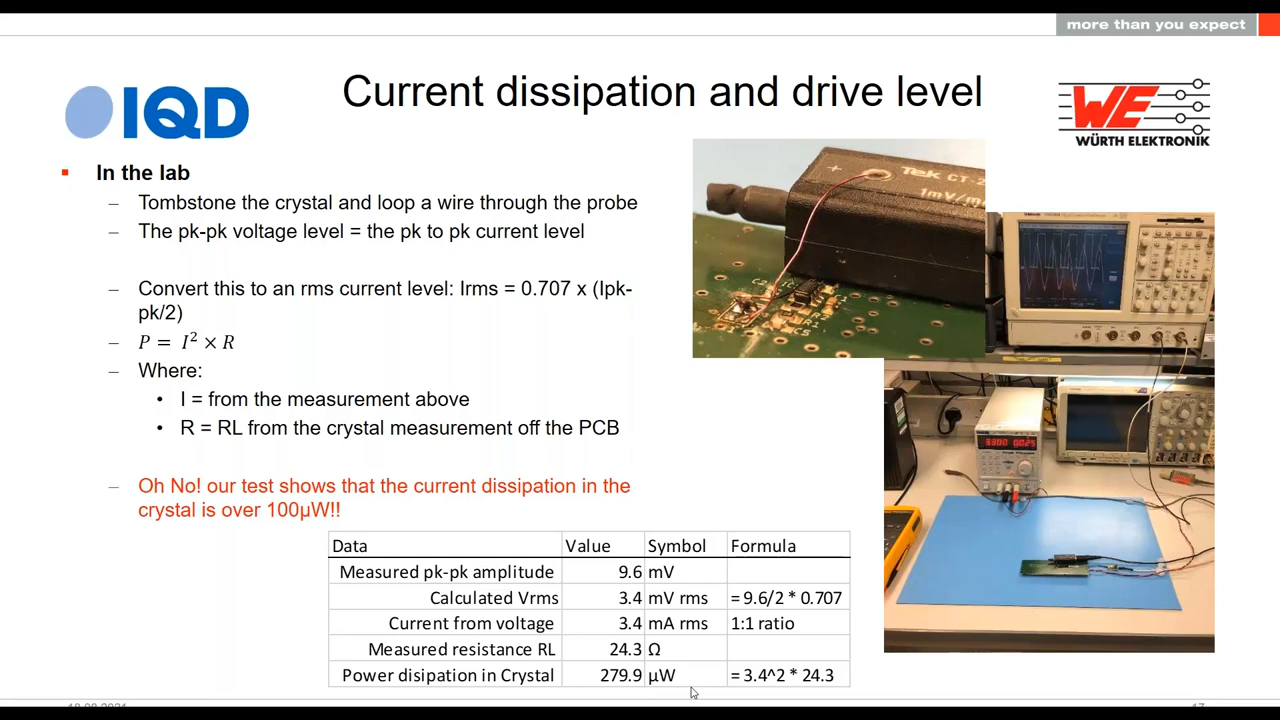 more than you expect
IQD
Current dissipation and drive level
WE
WÜRTH ELEKTRONIK
In the lab
– Tombstone the crystal and loop a wire through the probe
– The pk-pk voltage level = the pk to pk current level
– Convert this to an rms current level: Irms = 0.707 x (Ipk-
pk/2)
– P = I² × R
– Where:
• I = from the measurement above
• R = RL from the crystal measurement off the PCB
– Oh No! our test shows that the current dissipation in the
crystal is over 100µW!!
Tek CT-2
1mV/m
Data Value Symbol Formula
Measured pk-pk amplitude 9.6 mV
Calculated Vrms 3.4 mV rms = 9.6/2 * 0.707
Current from voltage 3.4 mA rms 1:1 ratio
Measured resistance RL 24.3 Ω
Power disipation in Crystal 279.9 µW = 3.4^2 * 24.3